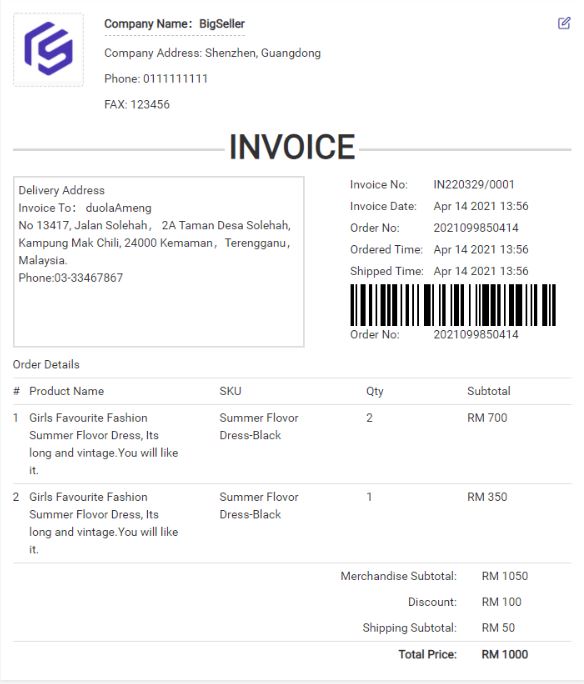 Company Name：BigSeller
Company Address: Shenzhen, Guangdong
Phone: 0111111111
FAX: 123456
INVOICE
Delivery Address
Invoice To： duolaAmeng
No 13417, Jalan Solehah， 2A Taman Desa Solehah,
Kampung Mak Chili, 24000 Kemaman，Terengganu，
Malaysia.
Phone:03-33467867
Invoice No: IN220329/0001
Invoice Date: Apr 14 2021 13:56
Order No: 2021099850414
Ordered Time: Apr 14 2021 13:56
Shipped Time: Apr 14 2021 13:56
Order No: 2021099850414
Order Details
# Product Name SKU Qty Subtotal
1 Girls Favourite Fashion Summer Flovor 2 RM 700
Summer Flovor Dress, Its Dress-Black
long and vintage.You will like
it.
2 Girls Favourite Fashion Summer Flovor 1 RM 350
Summer Flovor Dress, Its Dress-Black
long and vintage.You will like
it.
Merchandise Subtotal: RM 1050
Discount: RM 100
Shipping Subtotal: RM 50
Total Price: RM 1000